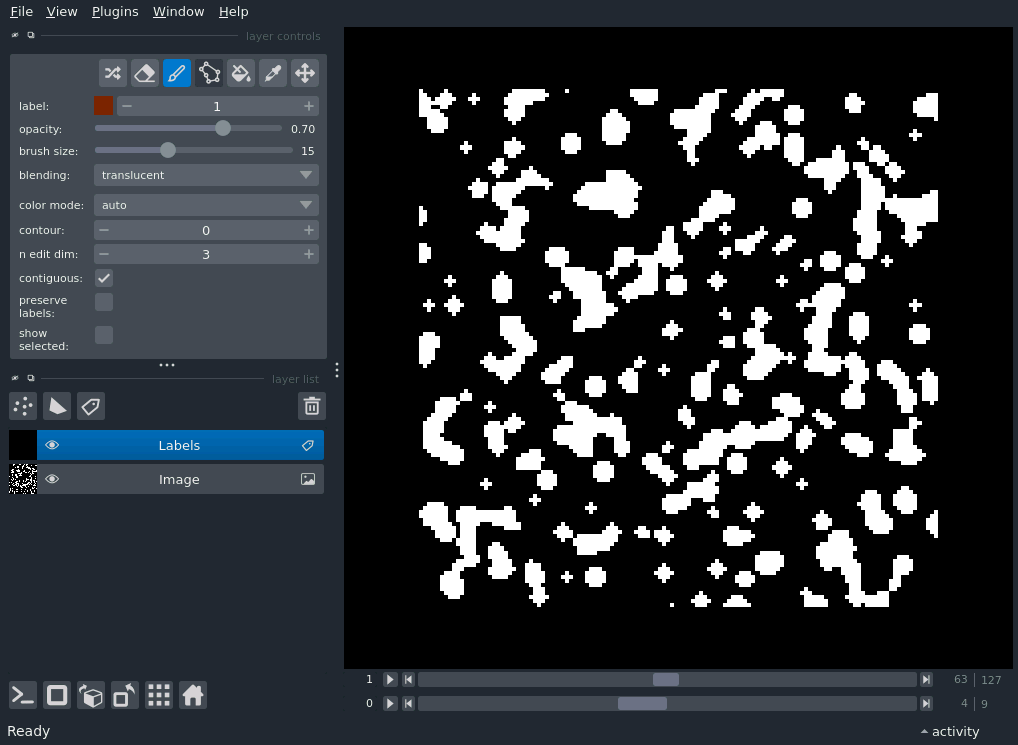 File View Plugins Window Help
layer controls
label: 1
opacity: 0.70
brush size: 15
blending: translucent
color mode: auto
contour: 0
n edit dim: 3
contiguous:
preserve
labels:
show
selected:
layer list
Labels
Image
1 63 127
0 4 9
Ready activity